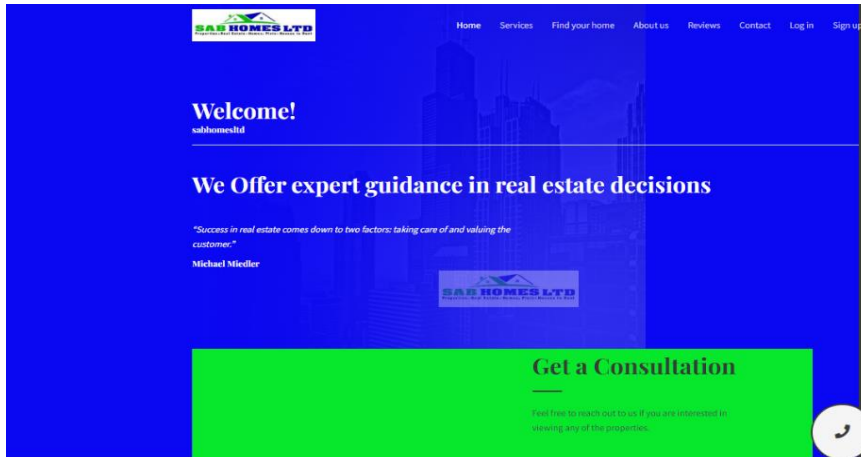 SAB HOMES LTD
Home Services Find your home About us Reviews Contact Log in Sign up
Welcome!
sabhomesltd
We Offer expert guidance in real estate decisions
"Success in real estate comes down to two factors: taking care of and valuing the
customer."
Michael Miedler
SAB HOMES LTD
Get a Consultation
Feel free to reach out to us if you are interested in
viewing any of the properties.